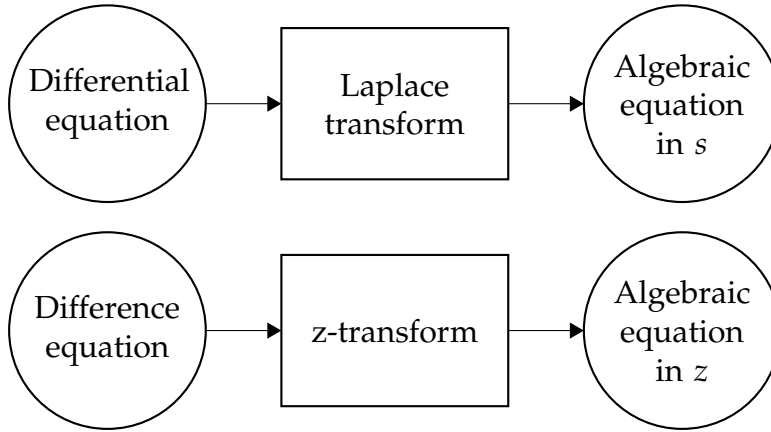 Differential
equation
Laplace
transform
Algebraic
equation
in s
Difference
equation
z-transform
Algebraic
equation
in z